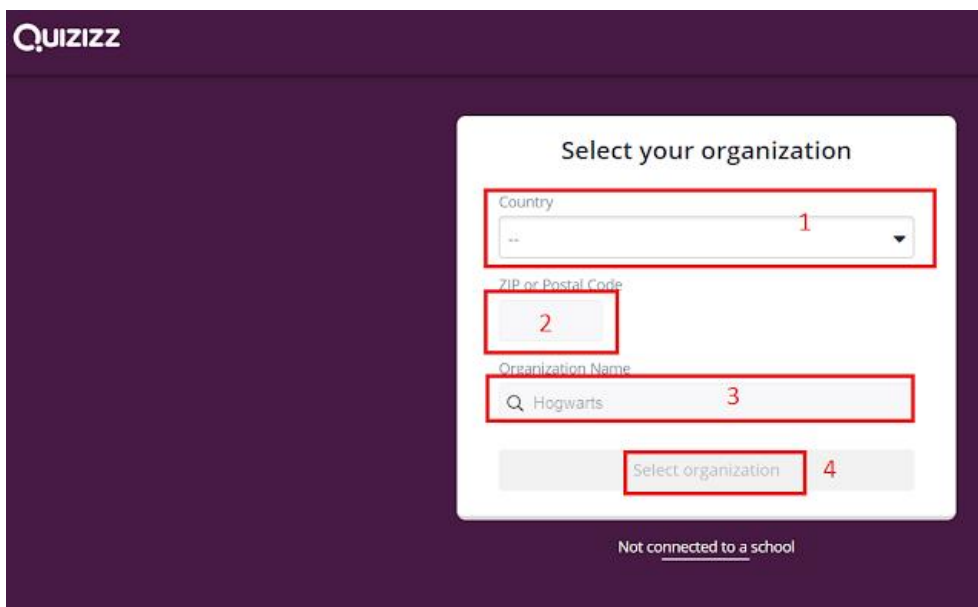 Quizizz
Select your organization
Country
1
--
ZIP or Postal Code
2
Organization Name
Hogwarts
3
Select organization
4
Not connected to a school